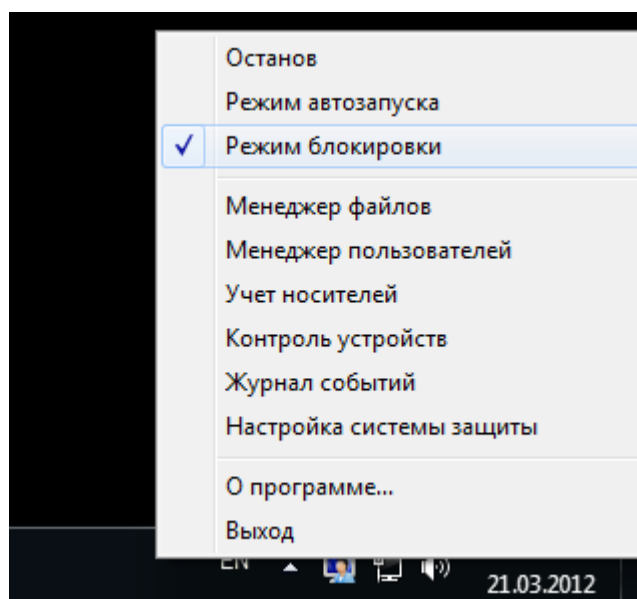 Останов
Режим автозапуска
Режим блокировки
Менеджер файлов
Менеджер пользователей
Учет носителей
Контроль устройств
Журнал событий
Настройка системы защиты
О программе...
Выход
EN
21.03.2012